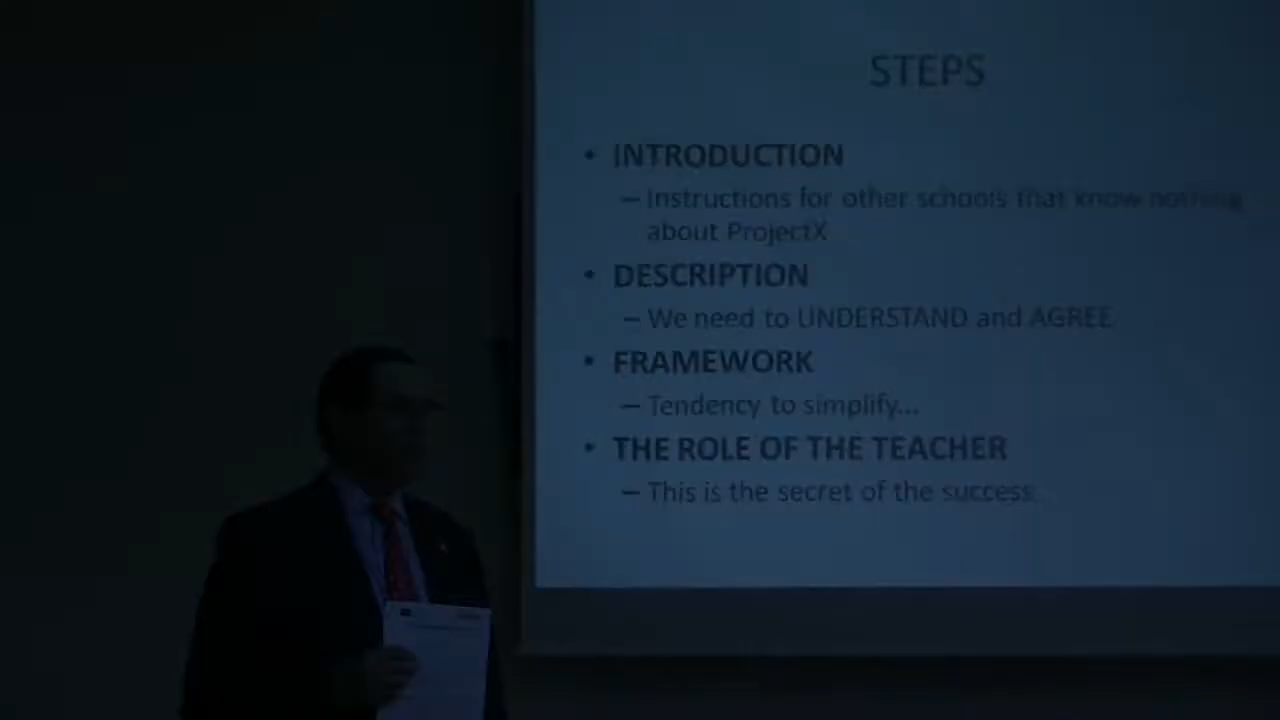 STEPS
• INTRODUCTION
– Instructions for other schools that know nothing
about ProjectX
• DESCRIPTION
– We need to UNDERSTAND and AGREE
• FRAMEWORK
– Tendency to simplify...
• THE ROLE OF THE TEACHER
– This is the secret of the success